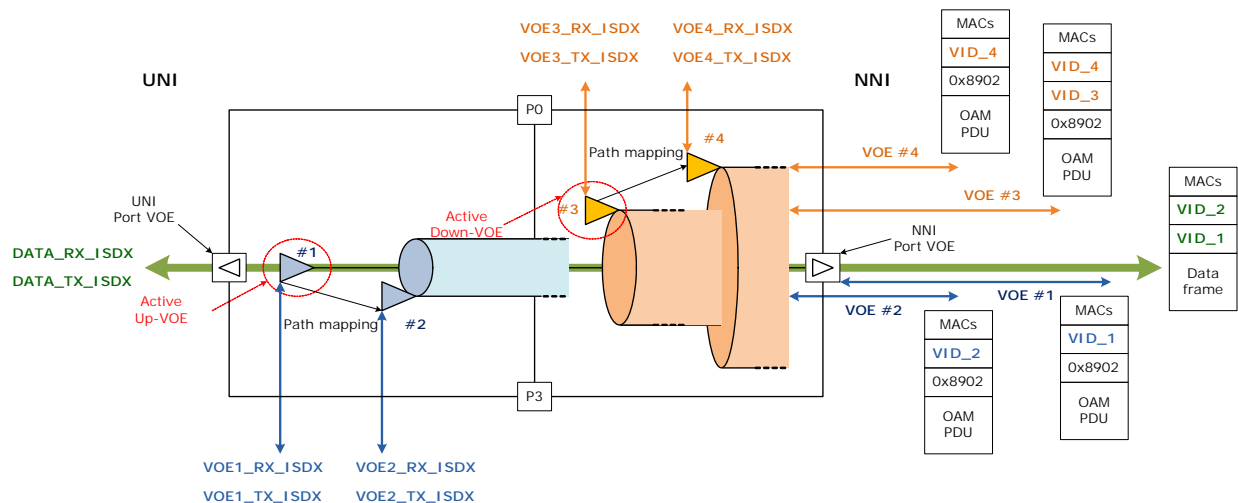 VOE3_RX_ISDX
VOE3_TX_ISDX
VOE4_RX_ISDX
VOE4_TX_ISDX
MACs
VID_4
0x8902
OAM
PDU
MACs
VID_4
VID_3
0x8902
OAM
PDU
UNI
NNI
P0
#4
Path mapping
VOE #4
UNI
Port VOE
Active
Down-VOE
#3
VOE #3
NNI
Port VOE
MACs
VID_2
VID_1
Data
frame
DATA_RX_ISDX
DATA_TX_ISDX
#1
Active
Up-VOE
Path mapping
#2
VOE #2
VOE #1
MACs
VID_2
0x8902
OAM
PDU
MACs
VID_1
0x8902
OAM
PDU
P3
VOE1_RX_ISDX
VOE1_TX_ISDX
VOE2_RX_ISDX
VOE2_TX_ISDX